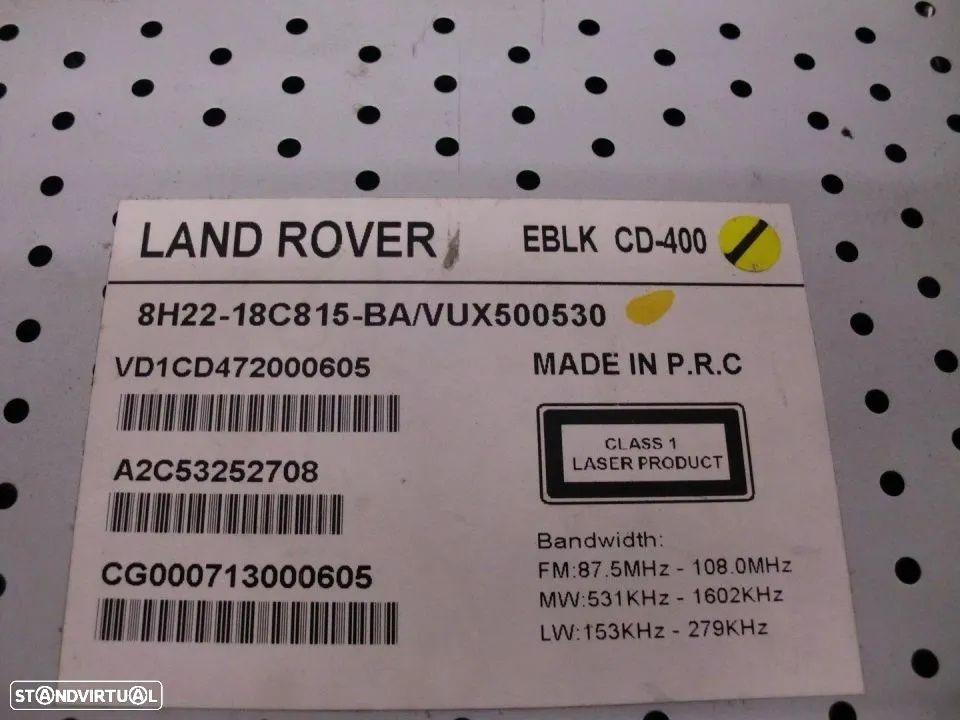 LAND ROVER EBLK CD-400
8H22-18C815-BA/VUX500530
VD1CD472000605
MADE IN P.R.C
CLASS 1
LASER PRODUCT
A2C53252708
CG000713000605
Bandwidth:
FM:87.5MHz - 108.0MHz
MW:531KHz - 1602KHz
LW:153KHz - 279KHz
STANDVIRTUAL